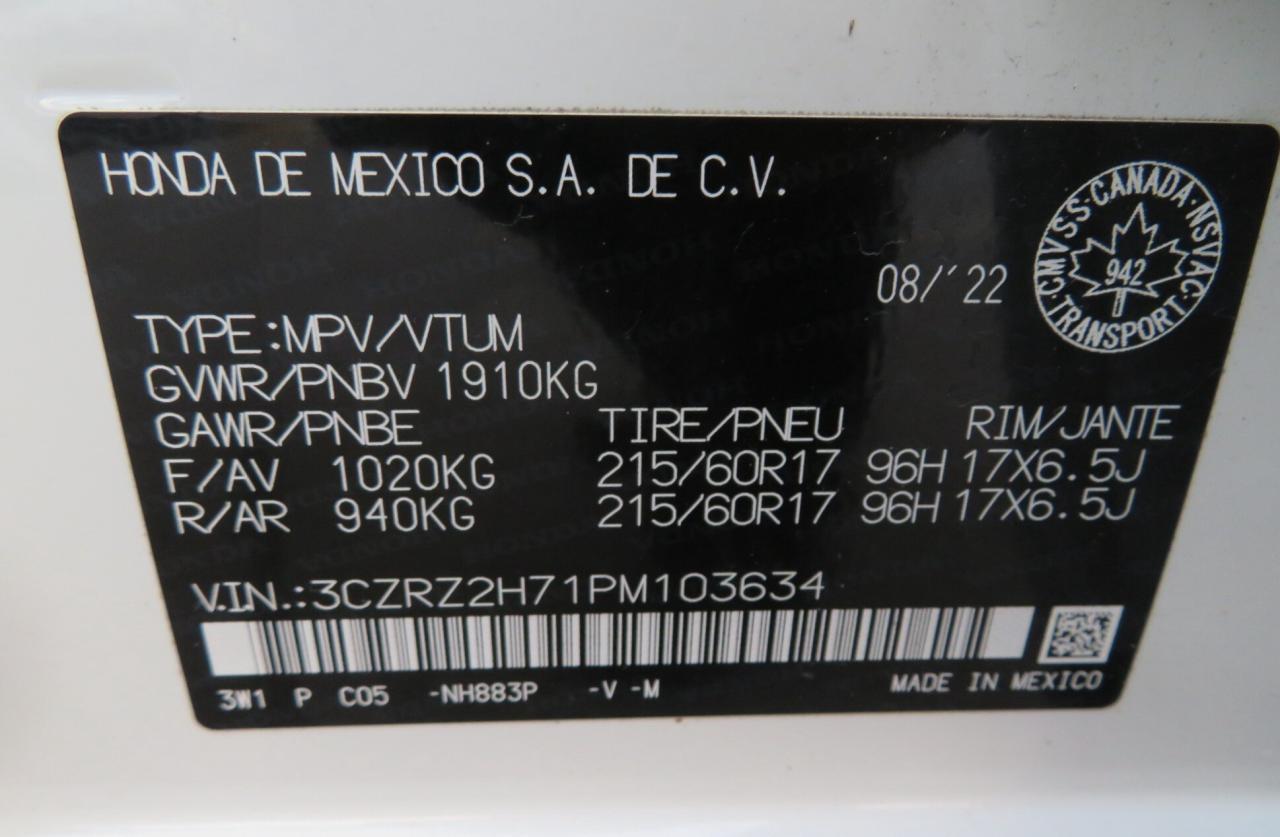 HONDA DE MEXICO S.A. DE C.V.
08/'22
CMVSS·CANADA·NSVAC·
942
TRANSPORT
TYPE:MPV/VTUM
GVWR/PNBV 1910KG
GAWR/PNBE TIRE/PNEU RIM/JANTE
F/AV 1020KG 215/60R17 96H 17X6.5J
R/AR 940KG 215/60R17 96H 17X6.5J
V.I.N.:3CZRZ2H71PM103634
3W1 P C05 -NH883P -V -M MADE IN MEXICO